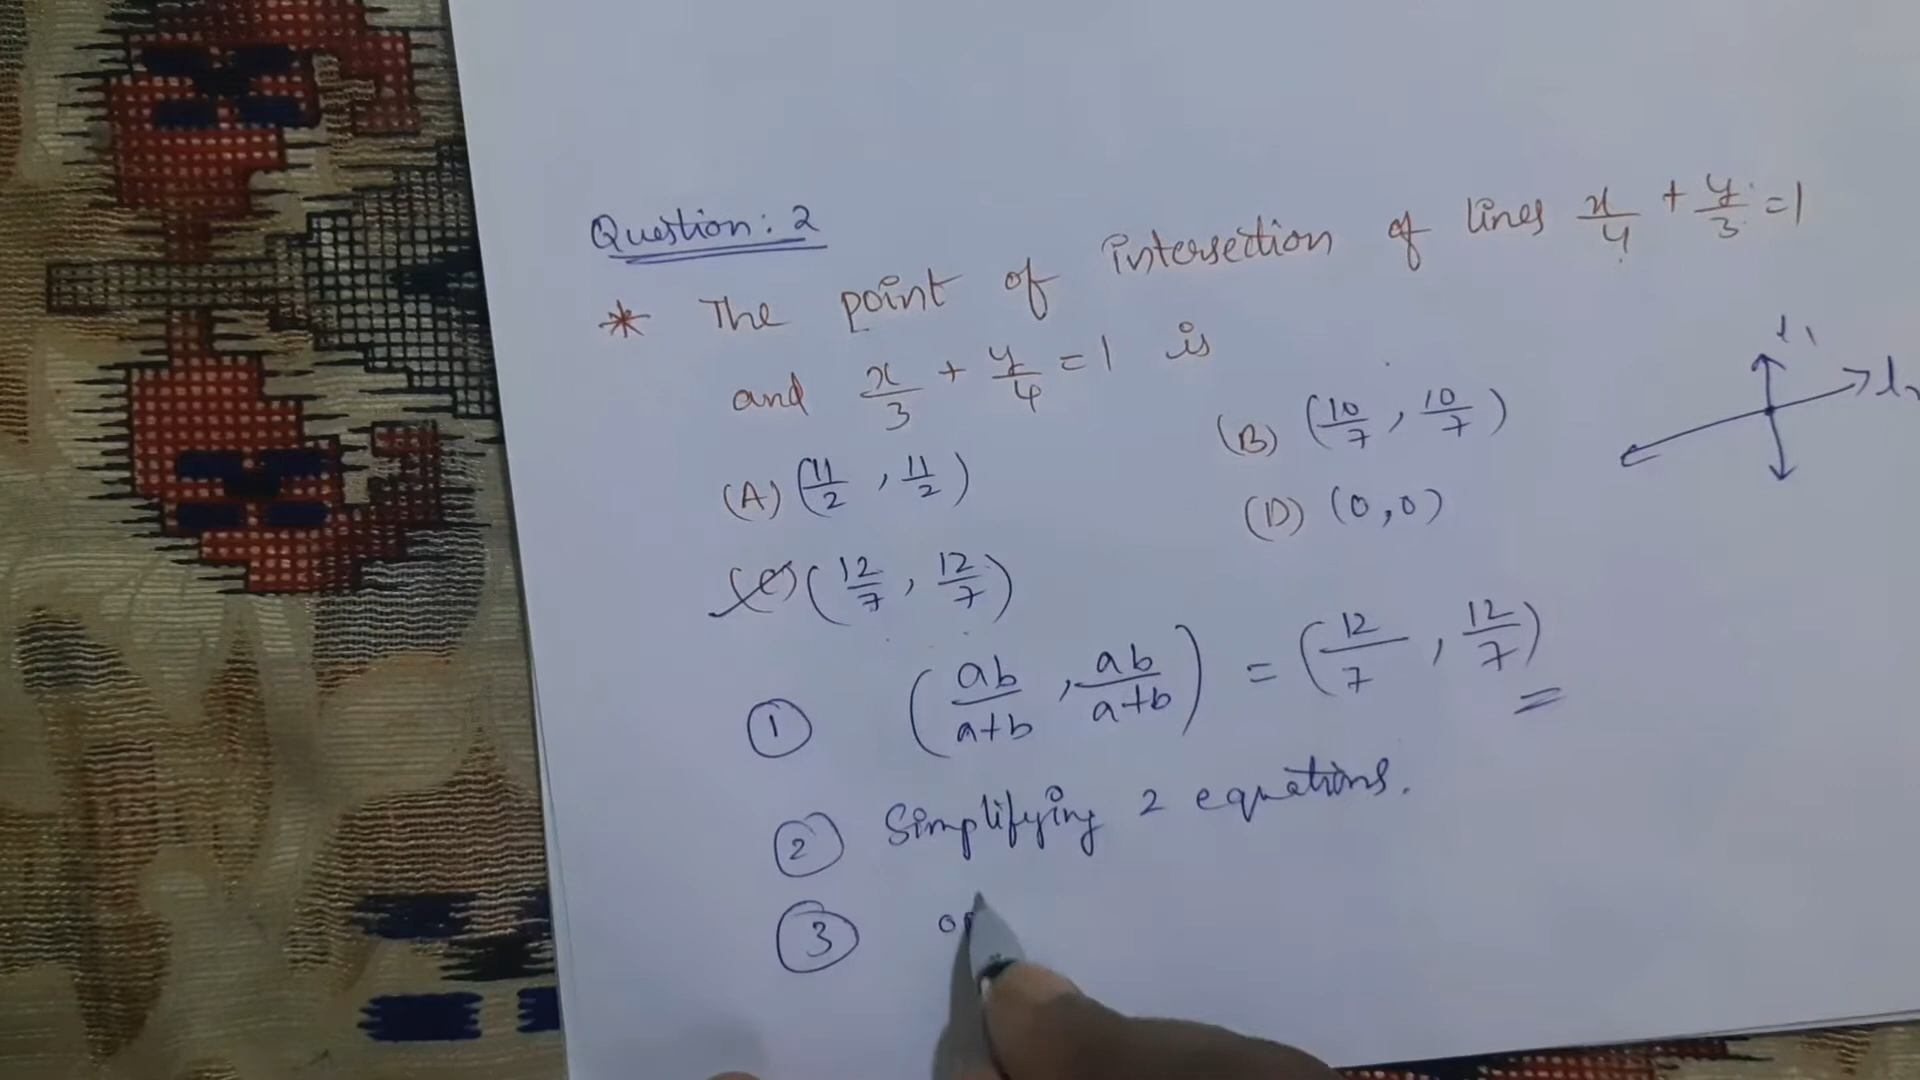 Question: 2
* The point of intersection of lines x/4 + y/3 = 1
and x/3 + y/4 = 1 is
(A) (11/2, 11/2) (B) (10/7, 10/7)
(C) (12/7, 12/7) (D) (0,0)
l1
l2
① (ab/a+b, ab/a+b) = (12/7, 12/7)
② Simplifying 2 equations.
③